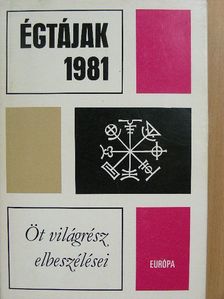 ÉGTÁJAK
1981
Öt világrész
elbeszélései
EURÓPA